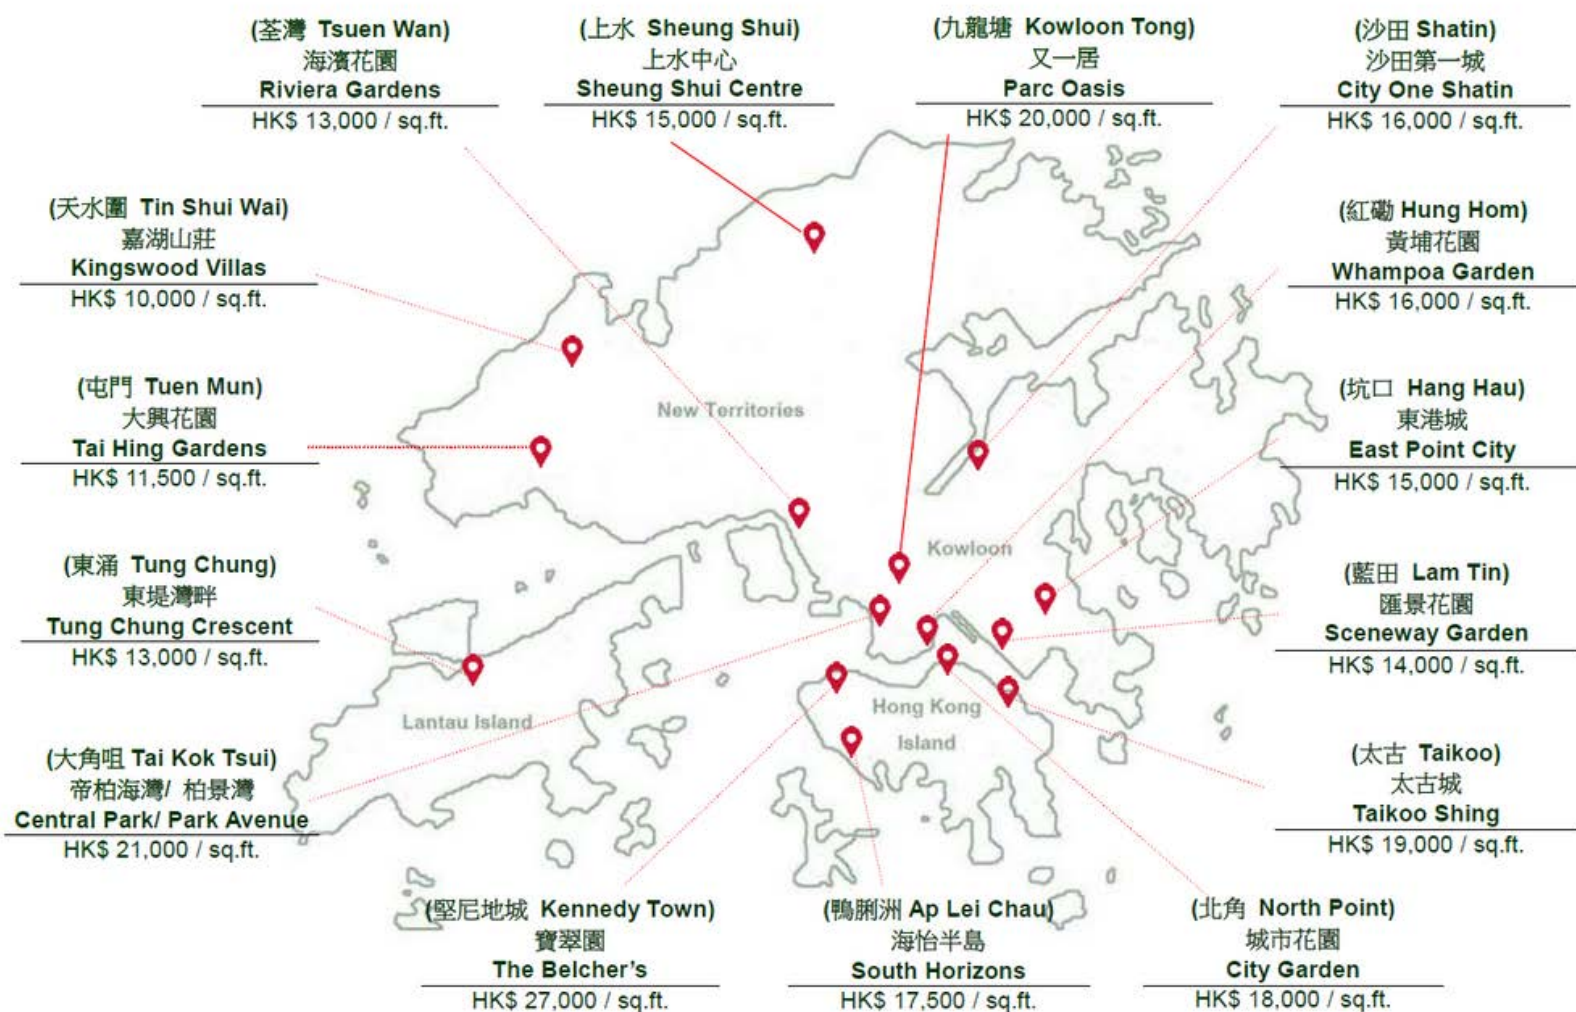 (荃灣 Tsuen Wan)
海濱花園
Riviera Gardens
HK$ 13,000 / sq.ft.
(上水 Sheung Shui)
上水中心
Sheung Shui Centre
HK$ 15,000 / sq.ft.
(九龍塘 Kowloon Tong)
又一居
Parc Oasis
HK$ 20,000 / sq.ft.
(沙田 Shatin)
沙田第一城
City One Shatin
HK$ 16,000 / sq.ft.
(天水圍 Tin Shui Wai)
嘉湖山莊
Kingswood Villas
HK$ 10,000 / sq.ft.
(紅磡 Hung Hom)
黃埔花園
Whampoa Garden
HK$ 16,000 / sq.ft.
(屯門 Tuen Mun)
大興花園
Tai Hing Gardens
HK$ 11,500 / sq.ft.
New Territories
(坑口 Hang Hau)
東港城
East Point City
HK$ 15,000 / sq.ft.
Kowloon
(東涌 Tung Chung)
東堤灣畔
Tung Chung Crescent
HK$ 13,000 / sq.ft.
(藍田 Lam Tin)
匯景花園
Sceneway Garden
HK$ 14,000 / sq.ft.
Lantau Island
Hong Kong
Island
(大角咀 Tai Kok Tsui)
帝柏海灣/ 柏景灣
Central Park/ Park Avenue
HK$ 21,000 / sq.ft.
(太古 Taikoo)
太古城
Taikoo Shing
HK$ 19,000 / sq.ft.
(堅尼地城 Kennedy Town)
寶翠園
The Belcher's
HK$ 27,000 / sq.ft.
(鴨脷洲 Ap Lei Chau)
海怡半島
South Horizons
HK$ 17,500 / sq.ft.
(北角 North Point)
城市花園
City Garden
HK$ 18,000 / sq.ft.